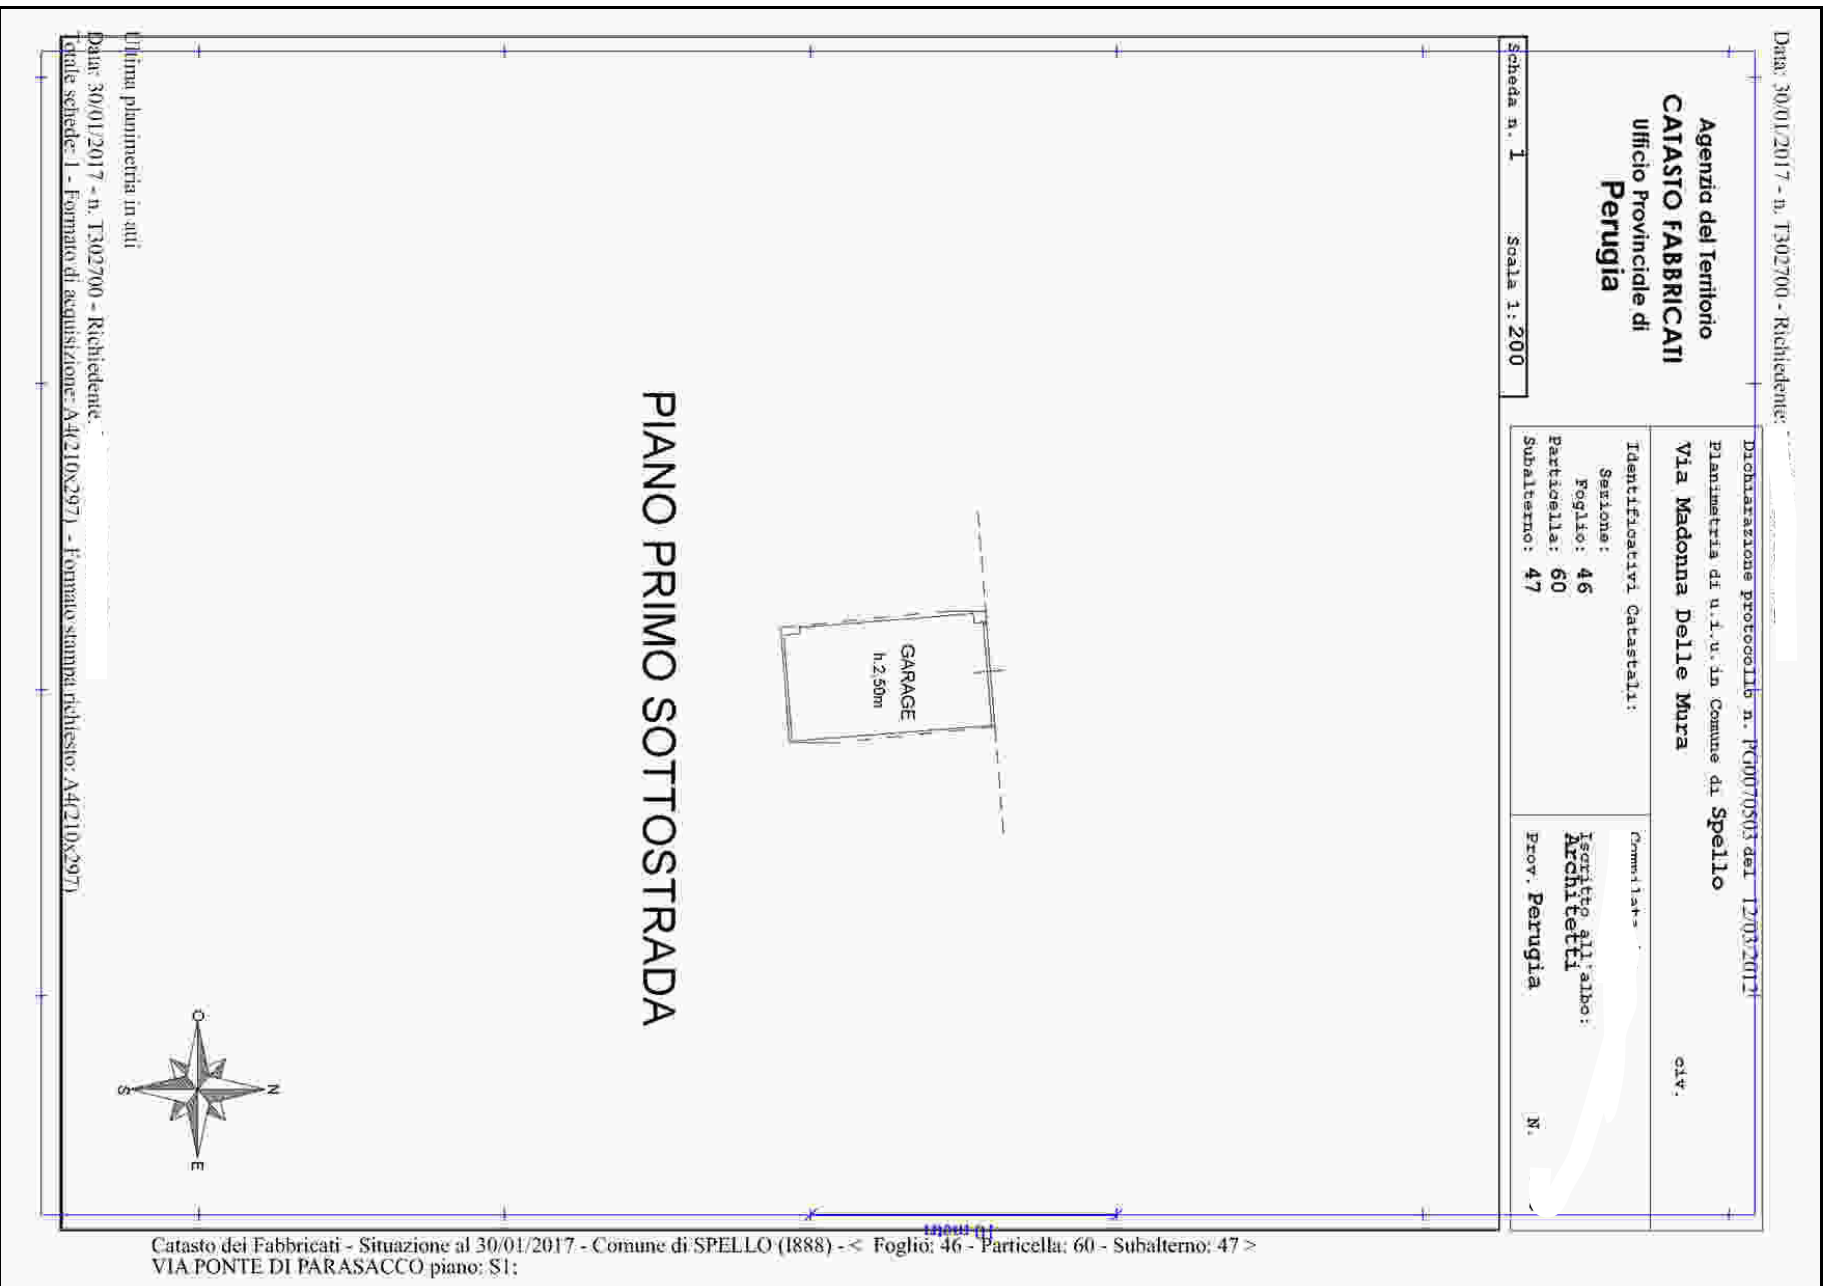 Data: 30/01/2017 - n. T302700 - Richiedente:
Agenzia del Territorio
CATASTO FABBRICATI
Ufficio Provinciale di
Perugia
Dichiarazione protocollo n. PG0070503 del 12/03/2012
Planimetria di u.i.u. in Comune di Spello
Via Madonna Delle Mura civ.
Identificativi Catastali:
Sezione:
Foglio: 46
Particella: 60
Subalterno: 47
Iscritto all'albo:
Architetti
Prov. Perugia N.
Scheda n. 1 Scala 1: 200
GARAGE
h.2,50m
PIANO PRIMO SOTTOSTRADA
N
O
E
S
10 metri
Ultima planimetria in atti
Data: 30/01/2017 - n. T302700 - Richiedente:
Totale schede: 1 - Formato di acquisizione: A4(210x297) - Formato stampa richiesto: A4(210x297)
Catasto dei Fabbricati - Situazione al 30/01/2017 - Comune di SPELLO (I888) - < Foglio: 46 - Particella: 60 - Subalterno: 47 >
VIA PONTE DI PARASACCO piano: S1;